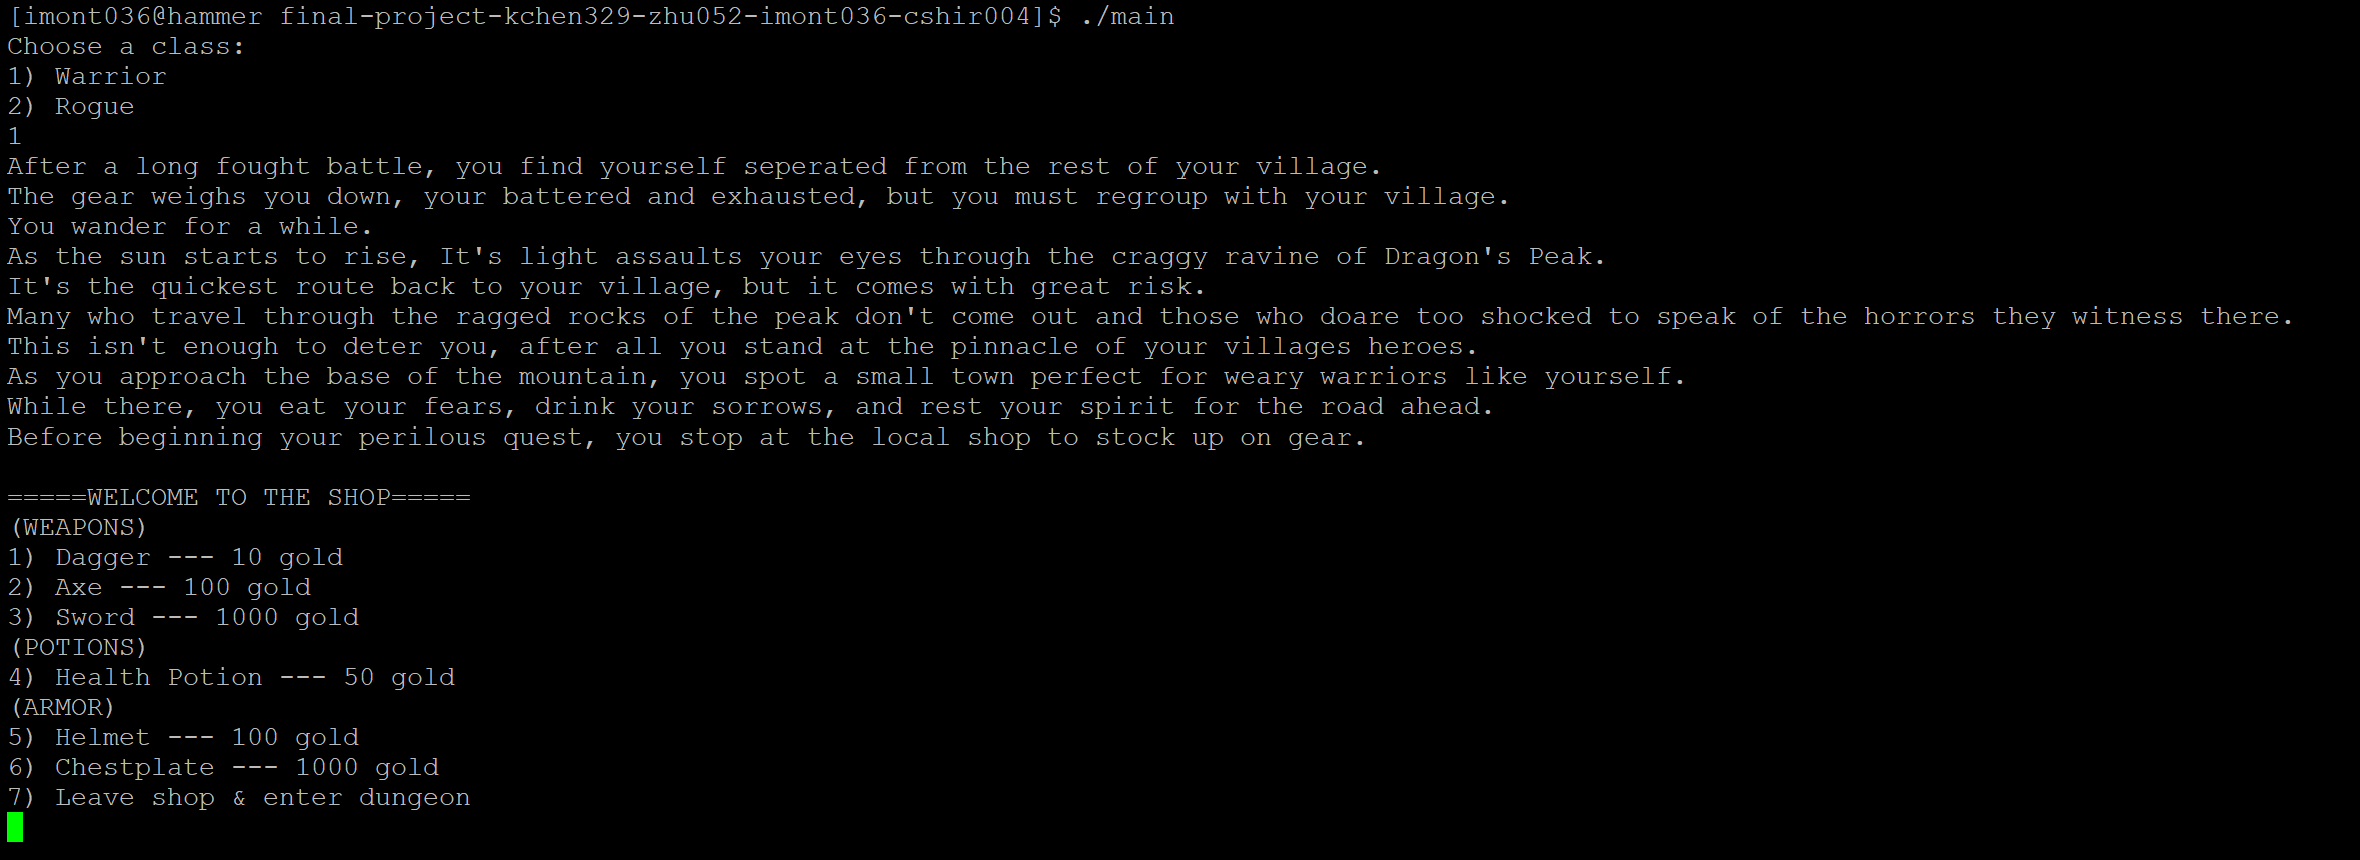 [imont036@hammer final-project-kchen329-zhu052-imont036-cshir004]$ ./main
Choose a class:
1) Warrior
2) Rogue
1
After a long fought battle, you find yourself seperated from the rest of your village.
The gear weighs you down, your battered and exhausted, but you must regroup with your village.
You wander for a while.
As the sun starts to rise, It's light assaults your eyes through the craggy ravine of Dragon's Peak.
It's the quickest route back to your village, but it comes with great risk.
Many who travel through the ragged rocks of the peak don't come out and those who doare too shocked to speak of the horrors they witness there.
This isn't enough to deter you, after all you stand at the pinnacle of your villages heroes.
As you approach the base of the mountain, you spot a small town perfect for weary warriors like yourself.
While there, you eat your fears, drink your sorrows, and rest your spirit for the road ahead.
Before beginning your perilous quest, you stop at the local shop to stock up on gear.
=====WELCOME TO THE SHOP=====
(WEAPONS)
1) Dagger --- 10 gold
2) Axe --- 100 gold
3) Sword --- 1000 gold
(POTIONS)
4) Health Potion --- 50 gold
(ARMOR)
5) Helmet --- 100 gold
6) Chestplate --- 1000 gold
7) Leave shop & enter dungeon